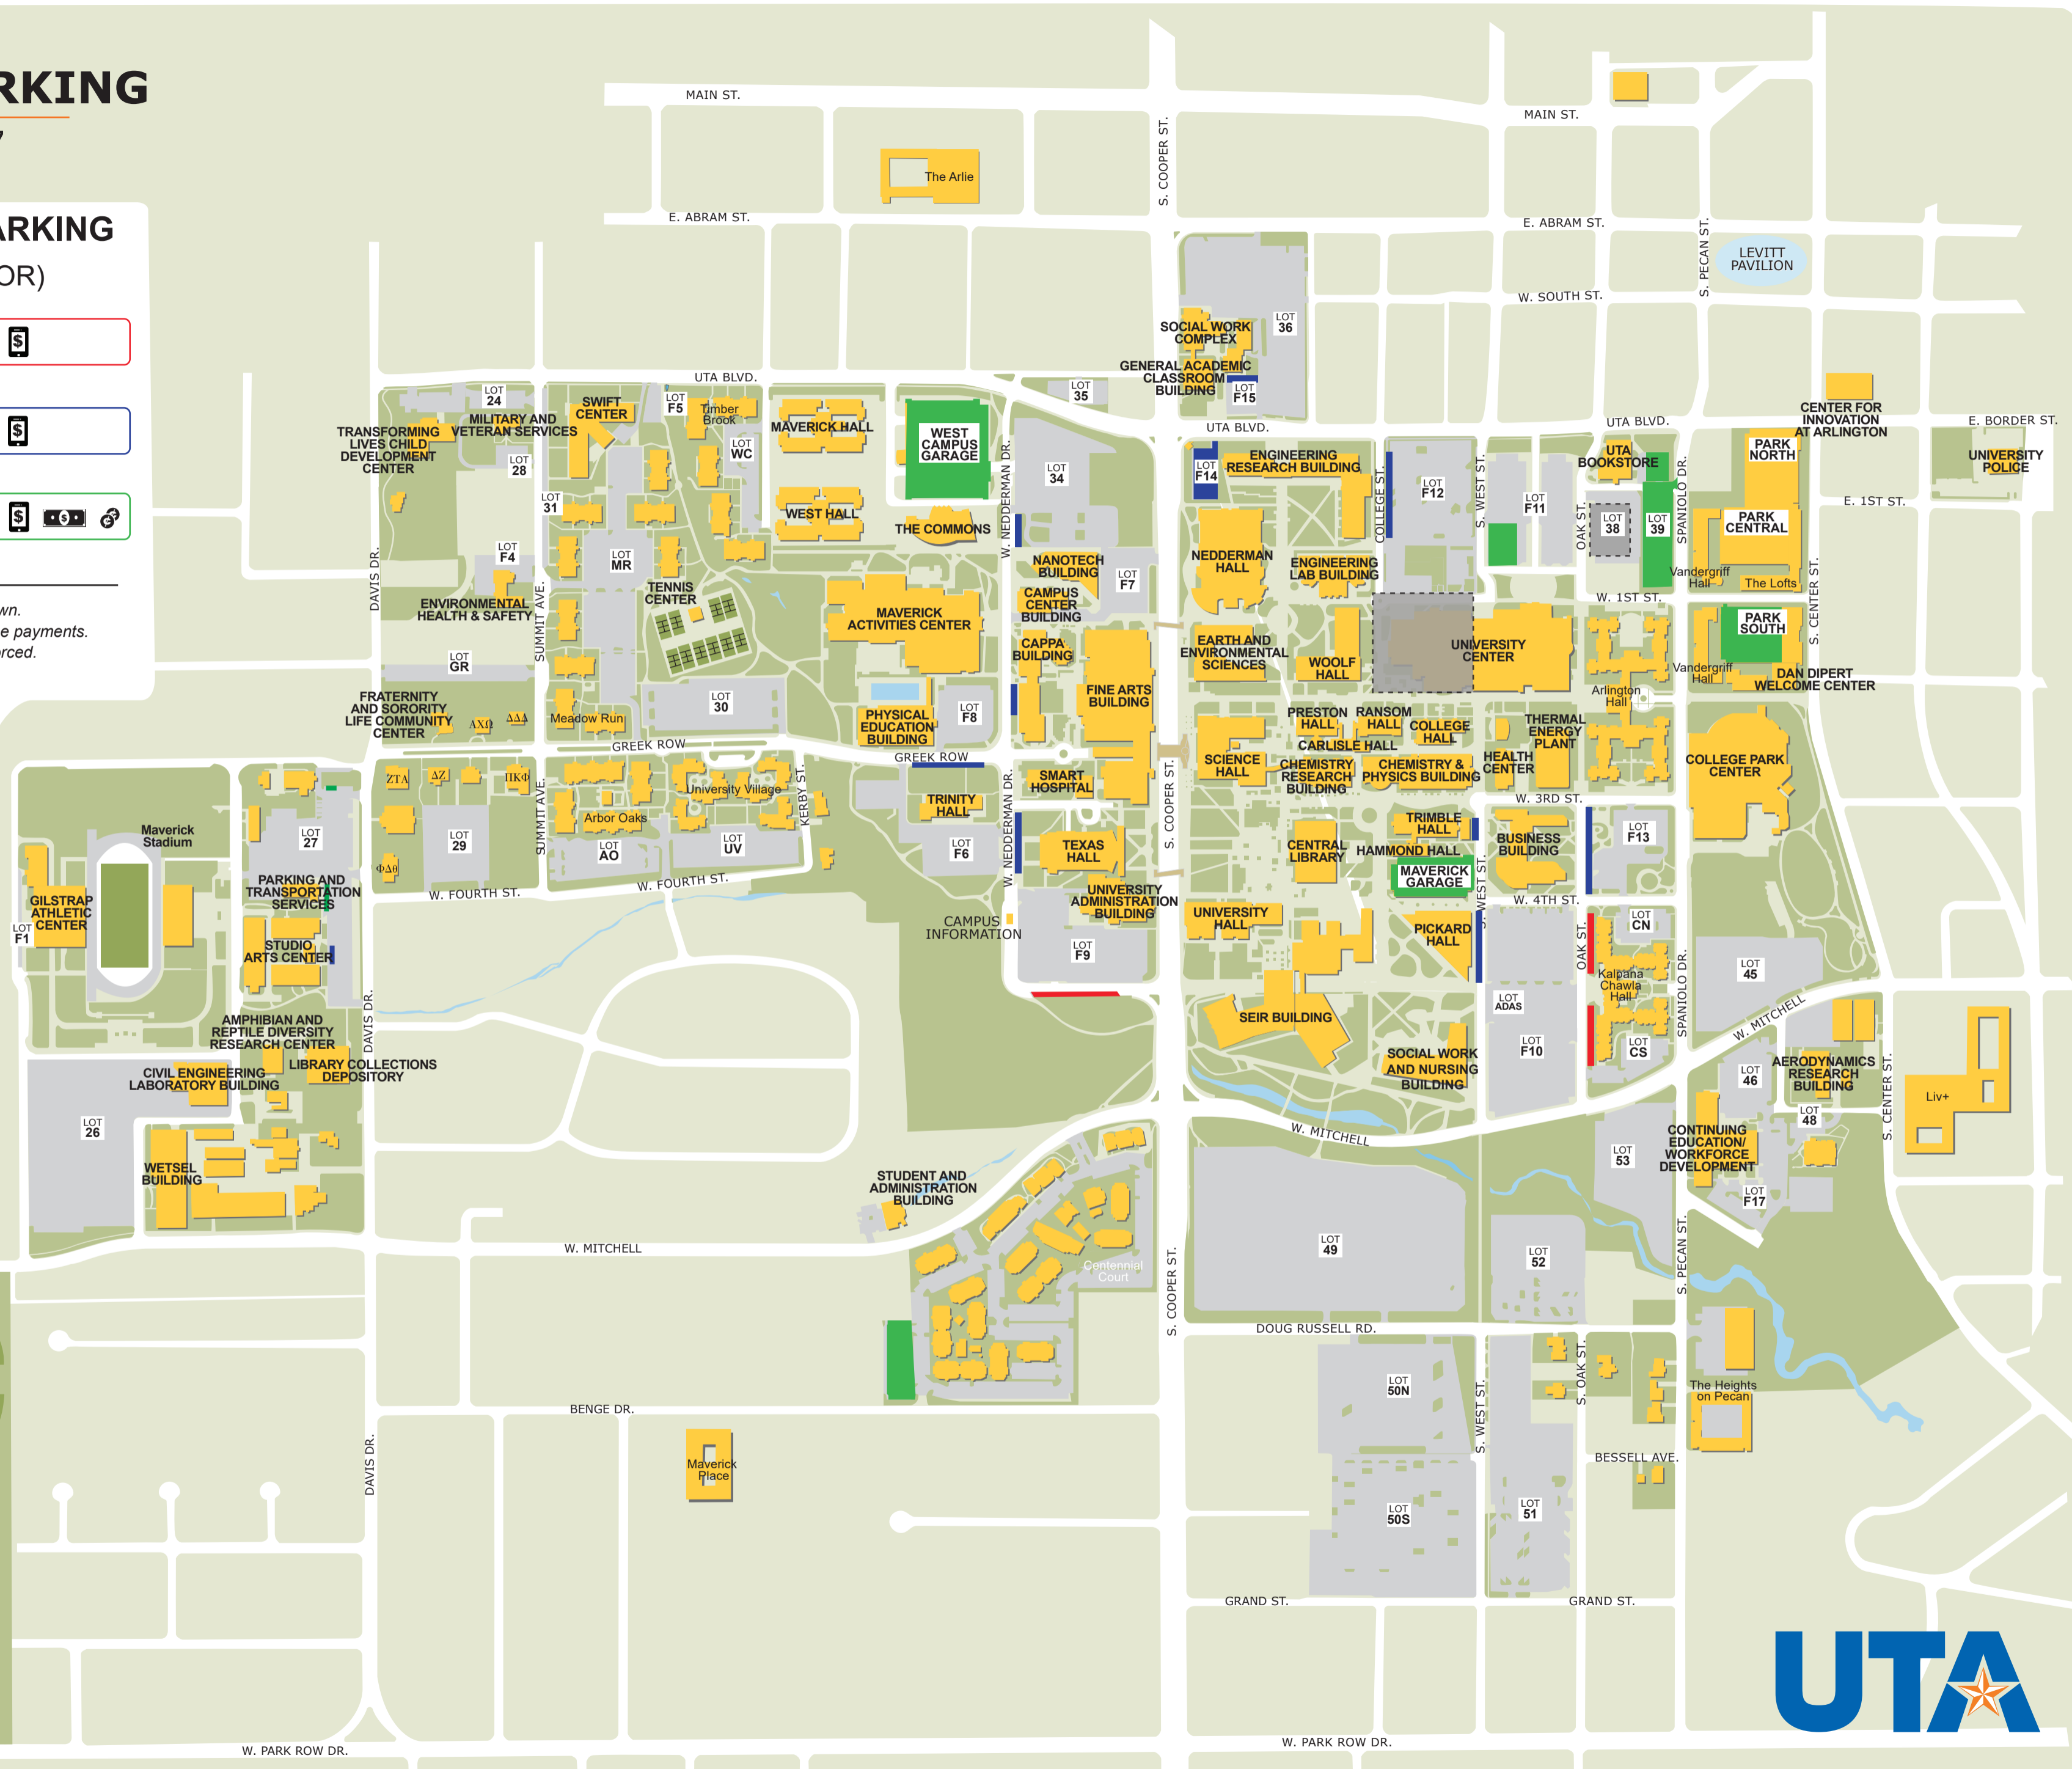 RKING
7
ARKING
OR)
$
$
$
$
wn.
e payments.
rced.
MAIN ST.
MAIN ST.
The Arlie
S. COOPER ST.
E. ABRAM ST.
E. ABRAM ST.
S. PECAN ST.
LEVITT
PAVILION
W. SOUTH ST.
LOT
36
SOCIAL WORK
COMPLEX
GENERAL ACADEMIC
CLASSROOM
BUILDING
LOT
F15
UTA BLVD.
LOT
35
LOT
24
SWIFT
CENTER
LOT
F5
Timber
Brook
MILITARY AND
VETERAN SERVICES
TRANSFORMING
LIVES CHILD
DEVELOPMENT
CENTER
LOT
28
LOT
WC
MAVERICK HALL
WEST
CAMPUS
GARAGE
W. NEDDERMAN DR.
LOT
34
UTA BLVD.
LOT
F14
ENGINEERING
RESEARCH BUILDING
COLLEGE ST.
LOT
F12
S. WEST ST.
LOT
F11
UTA BLVD.
UTA
BOOKSTORE
OAK ST.
LOT
38
LOT
39
SPANIOLO DR.
PARK
NORTH
PARK
CENTRAL
CENTER FOR
INNOVATION
AT ARLINGTON
E. BORDER ST.
UNIVERSITY
POLICE
E. 1ST ST.
LOT
31
WEST HALL
THE COMMONS
LOT
F4
LOT
MR
DAVIS DR.
SUMMIT AVE.
ENVIRONMENTAL
HEALTH & SAFETY
TENNIS
CENTER
MAVERICK
ACTIVITIES CENTER
NANOTECH
BUILDING
LOT
F7
CAMPUS
CENTER
BUILDING
CAPPA
BUILDING
NEDDERMAN
HALL
ENGINEERING
LAB BUILDING
EARTH AND
ENVIRONMENTAL
SCIENCES
WOOLF
HALL
UNIVERSITY
CENTER
Vandergriff
Hall
The Lofts
W. 1ST ST.
S. CENTER ST.
PARK
SOUTH
Vandergriff
Hall
DAN DIPERT
WELCOME CENTER
Arlington
Hall
LOT
GR
FRATERNITY
AND SORORITY
LIFE COMMUNITY
CENTER
ΑΧΩ
ΔΔΔ
Meadow Run
LOT
30
PHYSICAL
EDUCATION
BUILDING
LOT
F8
FINE ARTS
BUILDING
PRESTON
HALL
RANSOM
HALL
CARLISLE HALL
COLLEGE
HALL
THERMAL
ENERGY
PLANT
HEALTH
CENTER
SCIENCE
HALL
CHEMISTRY
RESEARCH
BUILDING
CHEMISTRY &
PHYSICS BUILDING
COLLEGE PARK
CENTER
GREEK ROW
GREEK ROW
ΖΤΑ
ΔΖ
ΠΚΦ
SUMMIT AVE.
University Village
KERBY ST.
Arbor Oaks
TRINITY
HALL
SMART
HOSPITAL
W. NEDDERMAN DR.
S. COOPER ST.
W. 3RD ST.
Maverick
Stadium
LOT
27
LOT
29
ΦΔθ
LOT
AO
LOT
UV
LOT
F6
TEXAS
HALL
CENTRAL
LIBRARY
TRIMBLE
HALL
HAMMOND HALL
MAVERICK
GARAGE
BUSINESS
BUILDING
LOT
F13
S. WEST ST.
W. 4TH ST.
PARKING AND
TRANSPORTATION
SERVICES
W. FOURTH ST.
W. FOURTH ST.
GILSTRAP
ATHLETIC
CENTER
LOT
F1
STUDIO
ARTS CENTER
CAMPUS
INFORMATION
UNIVERSITY
ADMINISTRATION
BUILDING
LOT
F9
UNIVERSITY
HALL
PICKARD
HALL
OAK ST.
LOT
CN
Kalpana
Chawla
Hall
SPANIOLO DR.
LOT
45
LOT
ADAS
LOT
F10
LOT
CS
W. MITCHELL
SEIR BUILDING
SOCIAL WORK
AND NURSING
BUILDING
DAVIS DR.
AMPHIBIAN AND
REPTILE DIVERSITY
RESEARCH CENTER
LIBRARY COLLECTIONS
DEPOSITORY
CIVIL ENGINEERING
LABORATORY BUILDING
LOT
26
WETSEL
BUILDING
LOT
46
AERODYNAMICS
RESEARCH
BUILDING
S. CENTER ST.
Liv+
LOT
48
CONTINUING
EDUCATION/
WORKFORCE
DEVELOPMENT
LOT
53
LOT
F17
W. MITCHELL
STUDENT AND
ADMINISTRATION
BUILDING
W. MITCHELL
Centennial
Court
S. COOPER ST.
LOT
49
LOT
52
S. PECAN ST.
DOUG RUSSELL RD.
LOT
50N
S. WEST ST.
S. OAK ST.
The Heights
on Pecan
BENGE DR.
DAVIS DR.
Maverick
Place
BESSELL AVE.
LOT
50S
LOT
51
GRAND ST.
GRAND ST.
UTA
W. PARK ROW DR.
W. PARK ROW DR.